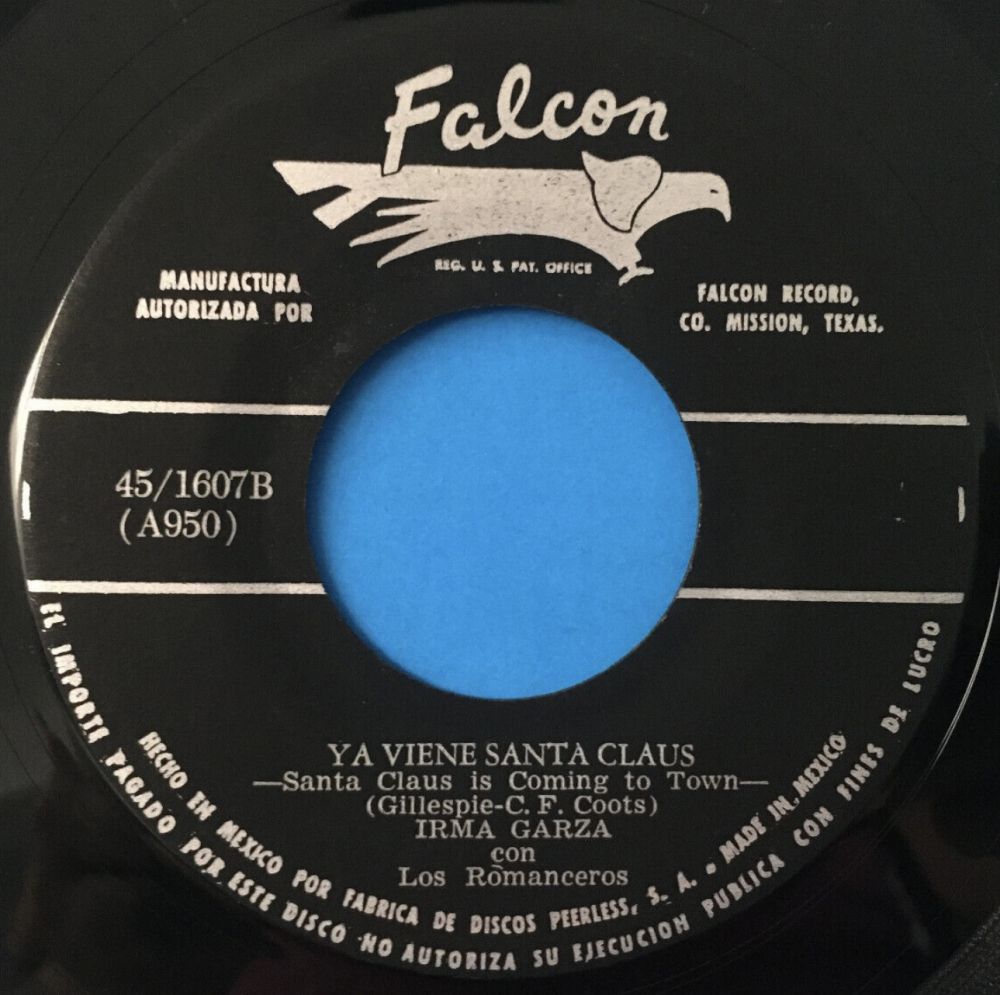 Falcon
REG. U. S. PAT. OFFICE
MANUFACTURA
AUTORIZADA POR
FALCON RECORD,
CO. MISSION, TEXAS.
45/1607B
(A950)
YA VIENE SANTA CLAUS
—Santa Claus is Coming to Town—
(Gillespie-C. F. Coots)
IRMA GARZA
con
Los Romanceros
HECHO EN MEXICO POR FABRICA DE DISCOS PEERLESS, S. A. - MADE IN MEXICO
EL IMPORTE PAGADO POR ESTE DISCO NO AUTORIZA SU EJECUCION PUBLICA CON FINES DE LUCRO